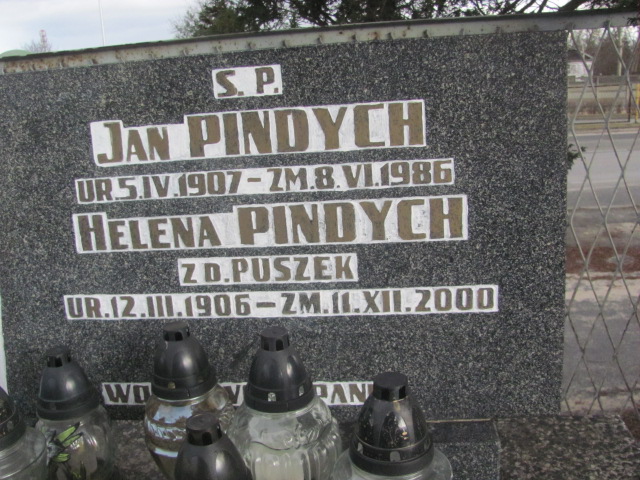 S. P.
JAN PINDYCH
UR.5.IV.1907 - ZM.8.VI.1986
HELENA PINDYCH
Z D. PUSZEK
UR.12.III.1906 - ZM.11.XII.2000